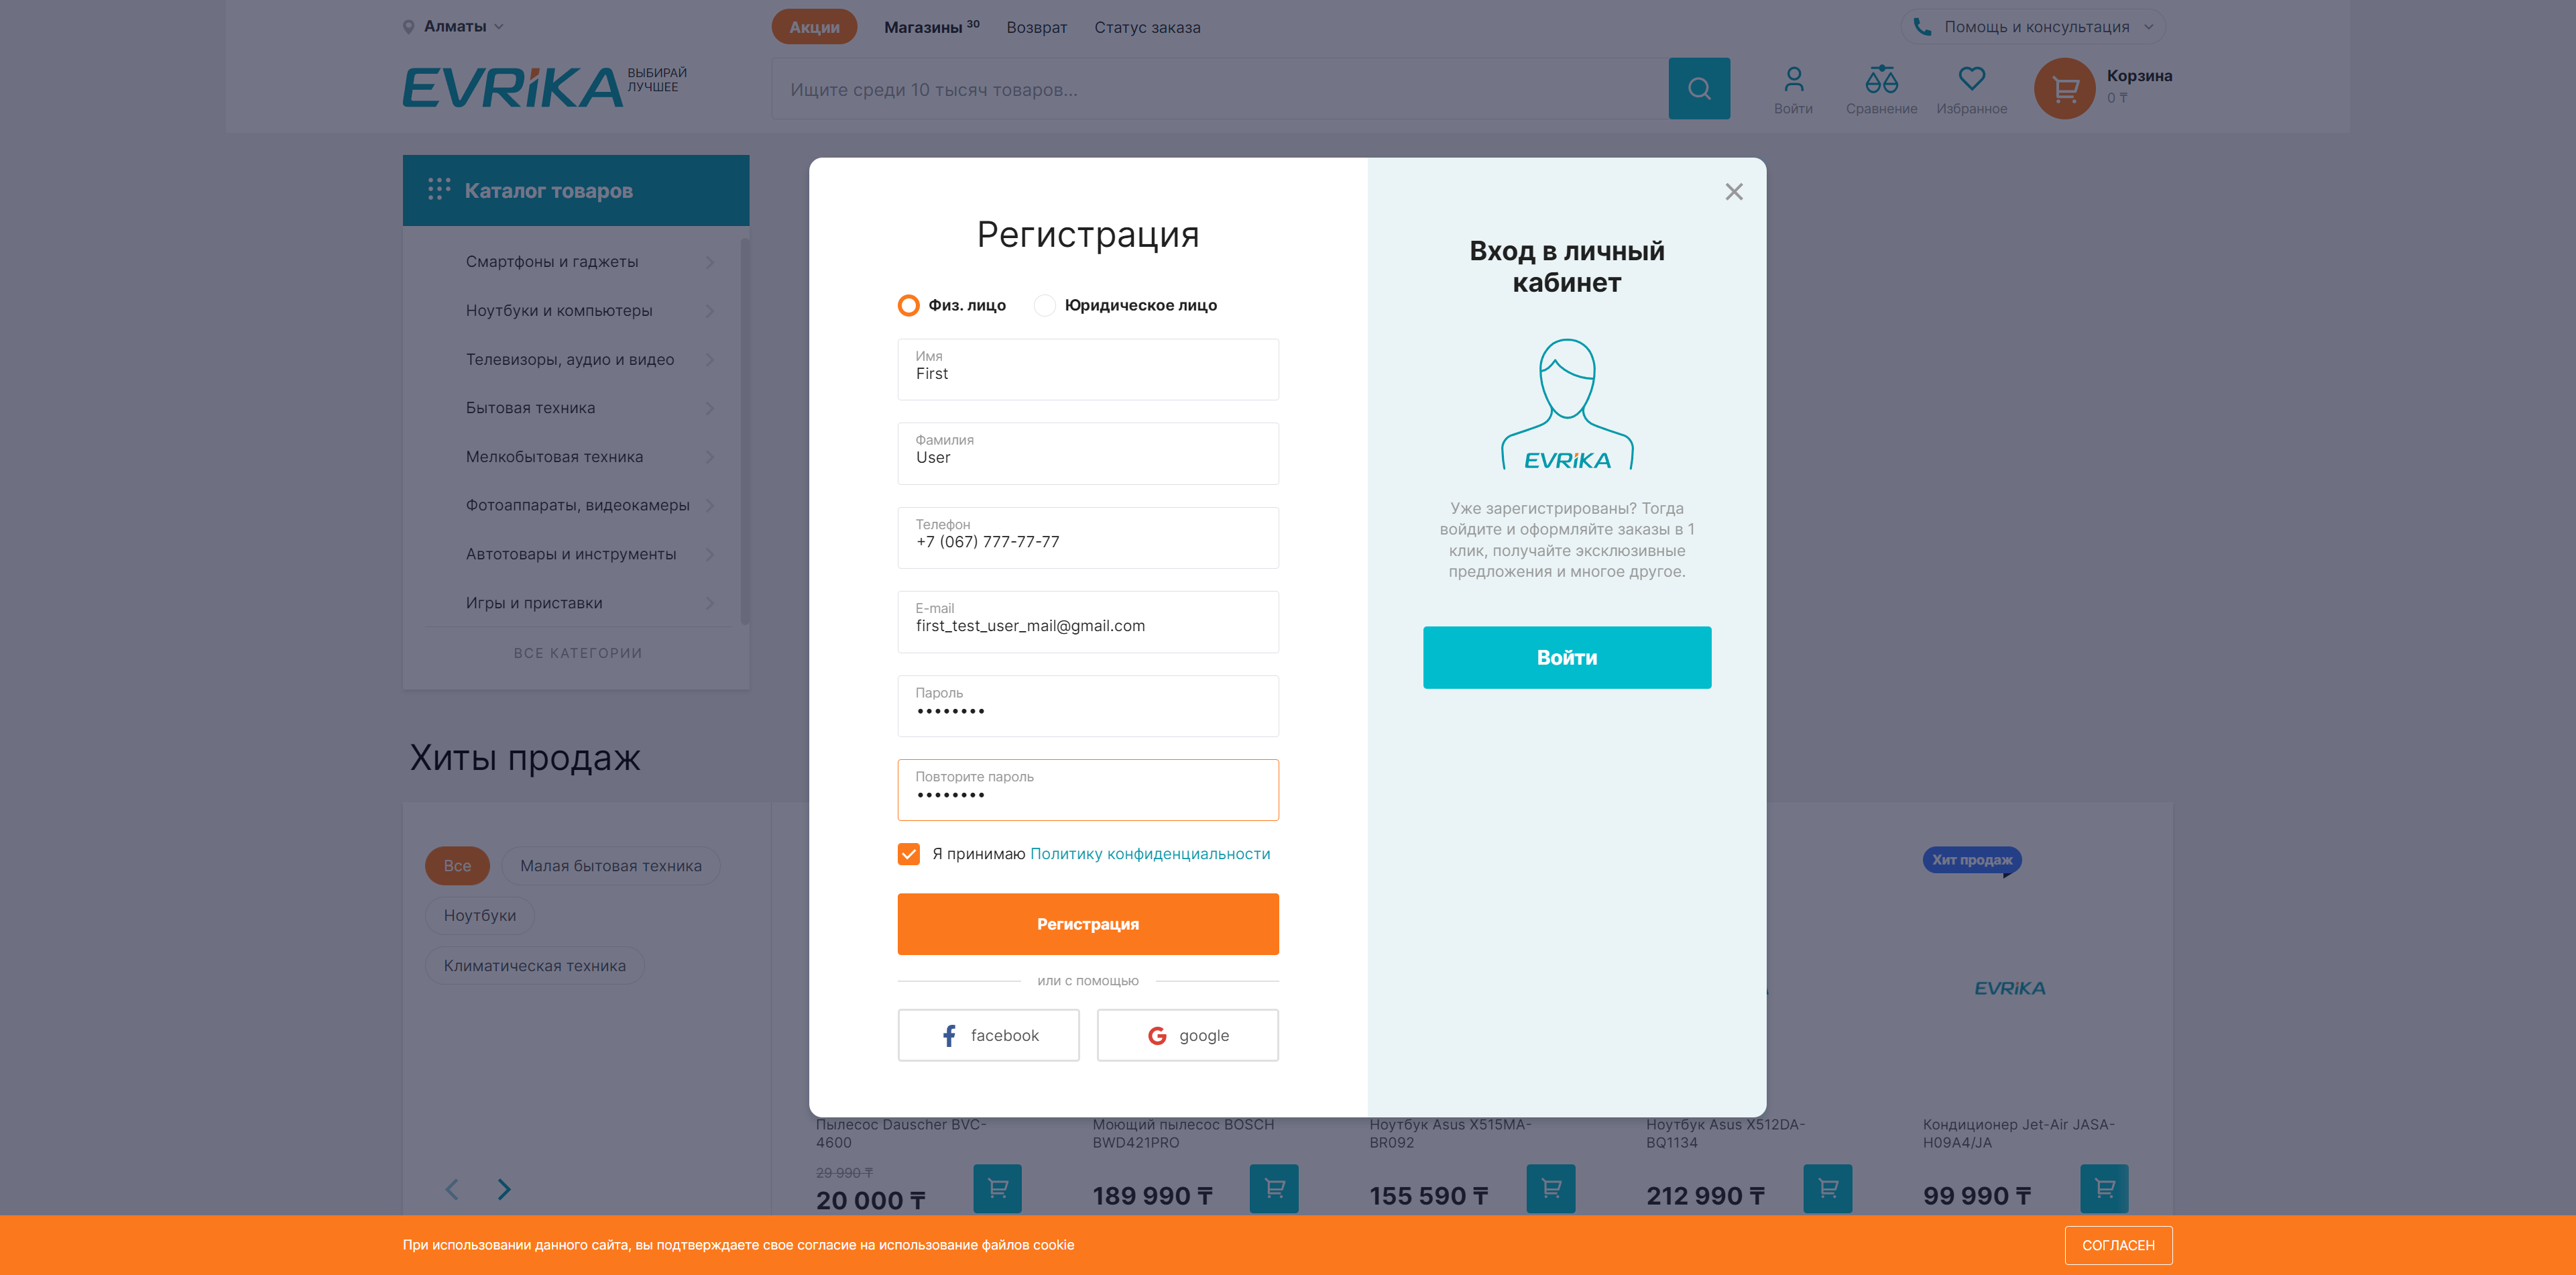 Алматы
Акции
Магазины 30
Возврат
Статус заказа
Помощь и консультация
EVRIKA
ВЫБИРАЙ
ЛУЧШЕЕ
Ищите среди 10 тысяч товаров...
Войти
Сравнение
Избранное
Корзина
0 ₸
Каталог товаров
Смартфоны и гаджеты
Ноутбуки и компьютеры
Телевизоры, аудио и видео
Бытовая техника
Мелкобытовая техника
Фотоаппараты, видеокамеры
Автотовары и инструменты
Игры и приставки
ВСЕ КАТЕГОРИИ
Регистрация
Физ. лицо
Юридическое лицо
Имя
First
Фамилия
User
Телефон
+7 (067) 777-77-77
E-mail
first_test_user_mail@gmail.com
Пароль
••••••••
Повторите пароль
••••••••
Я принимаю Политику конфиденциальности
Регистрация
или с помощью
facebook
google
Вход в личный
кабинет
EVRIKA
Уже зарегистрированы? Тогда
войдите и оформляйте заказы в 1
клик, получайте эксклюзивные
предложения и многое другое.
Войти
Хиты продаж
Все
Малая бытовая техника
Ноутбуки
Климатическая техника
Хит продаж
EVRIKA
Пылесос Dauscher BVC-
4600
29 990 ₸
20 000 ₸
Моющий пылесос BOSCH
BWD421PRO
189 990 ₸
Ноутбук Asus X515MA-
BR092
155 590 ₸
Ноутбук Asus X512DA-
BQ1134
212 990 ₸
Кондиционер Jet-Air JASA-
H09A4/JA
99 990 ₸
При использовании данного сайта, вы подтверждаете свое согласие на использование файлов cookie
СОГЛАСЕН